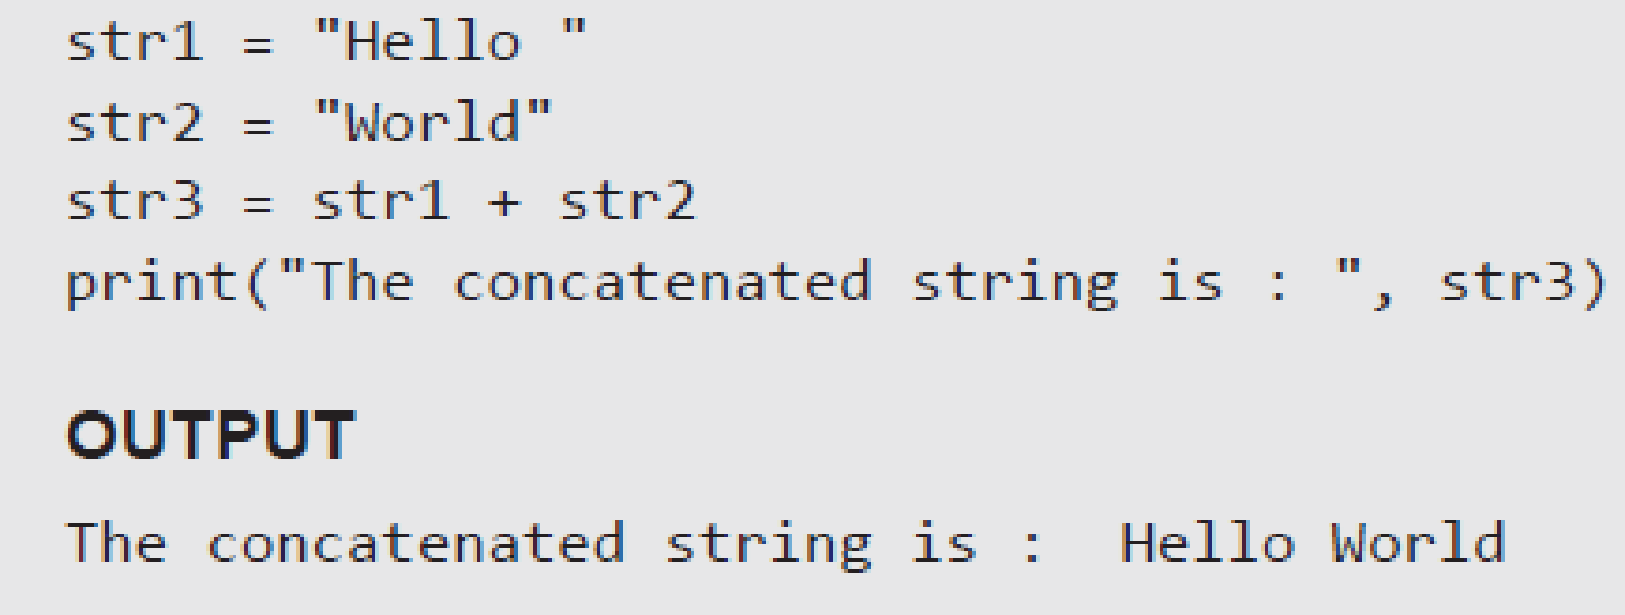 str1 = "Hello "
str2 = "World"
str3 = str1 + str2
print("The concatenated string is : ", str3)
OUTPUT
The concatenated string is :  Hello World